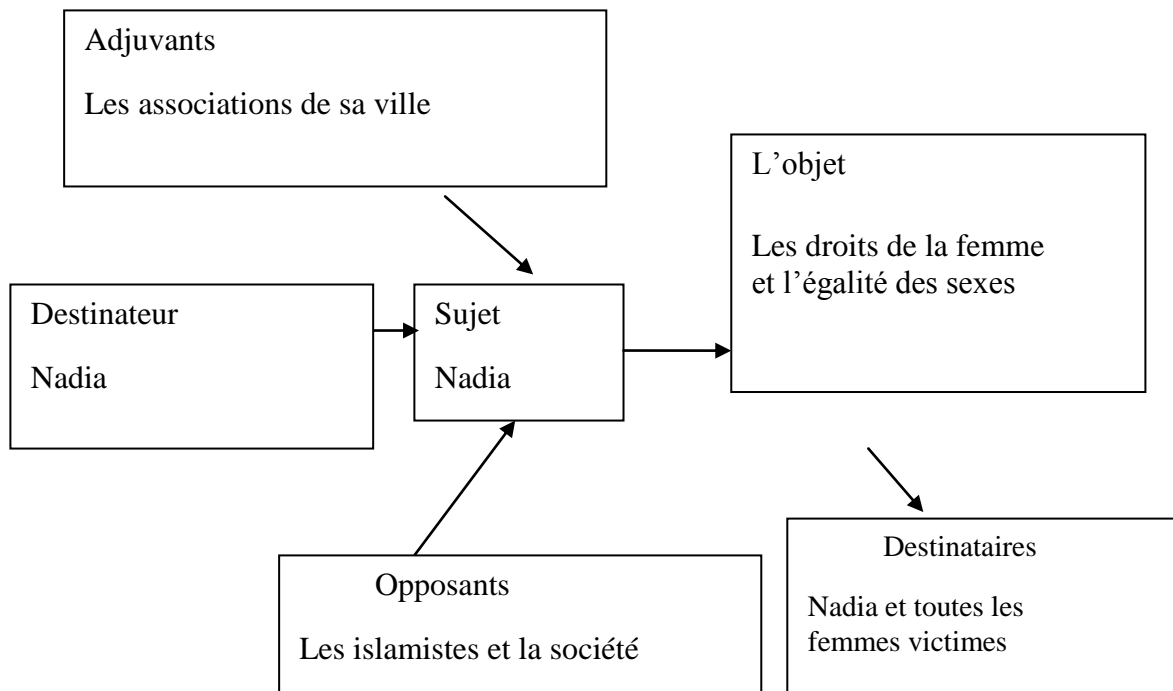 Adjuvants
Les associations de sa ville
L’objet
Les droits de la femme
et l’égalité des sexes
Destinateur
Nadia
Sujet
Nadia
Opposants
Les islamistes et la société
Destinataires
Nadia et toutes les
femmes victimes